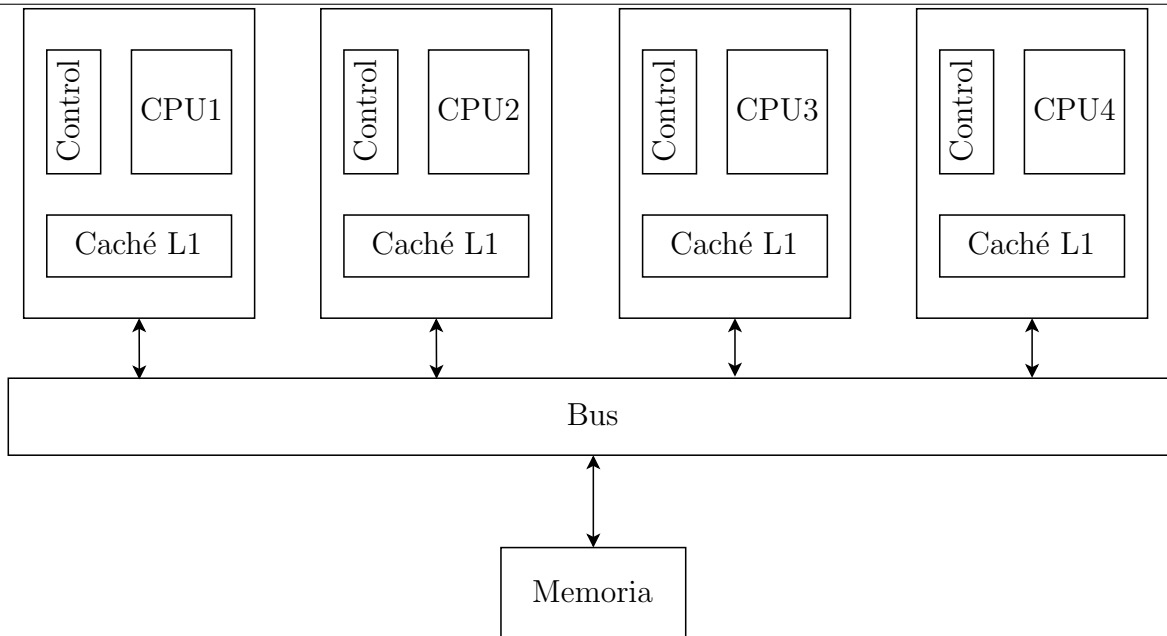 Control
CPU1
Caché L1
Control
CPU2
Caché L1
Control
CPU3
Caché L1
Control
CPU4
Caché L1
Bus
Memoria